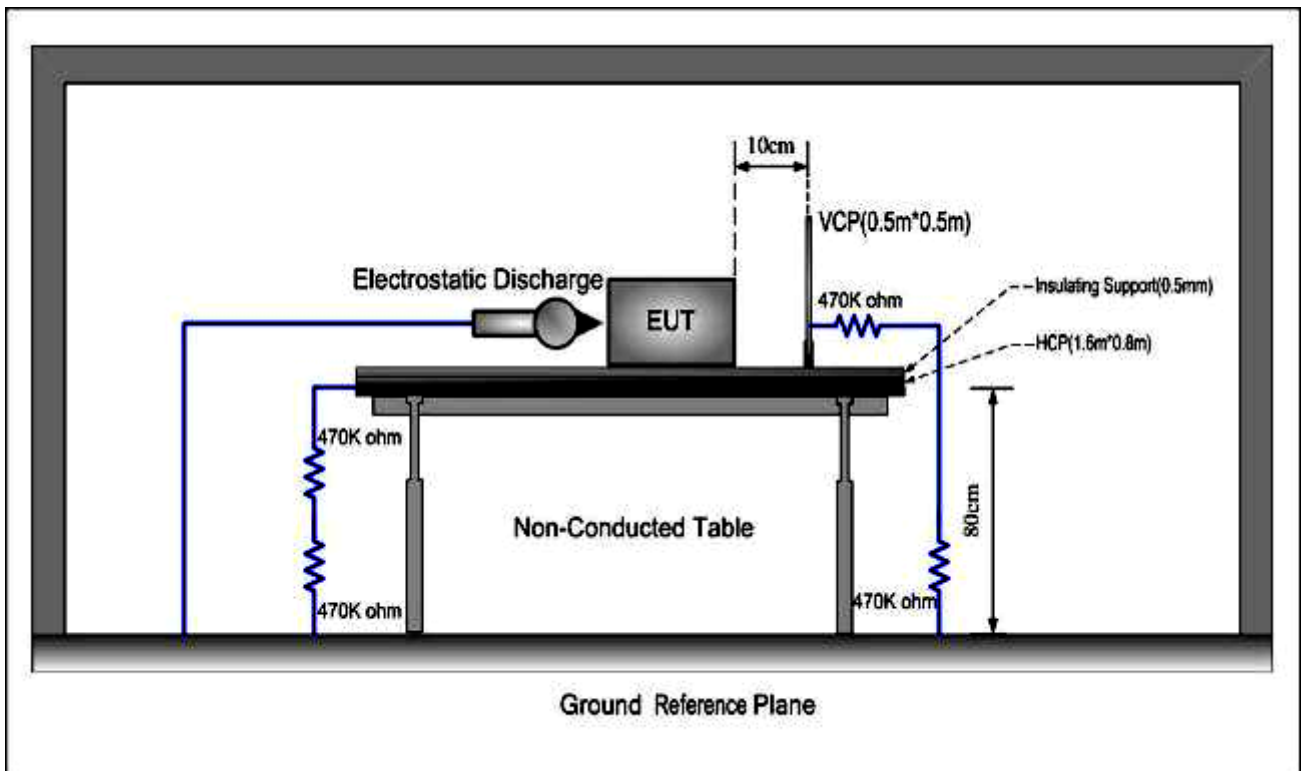 10cm
VCP(0.5m*0.5m)
Electrostatic Discharge
470K ohm
Insulating Support(0.5mm)
EUT
HCP(1.6m*0.8m)
470K ohm
80cm
Non-Conducted Table
470K ohm
470K ohm
Ground Reference Plane